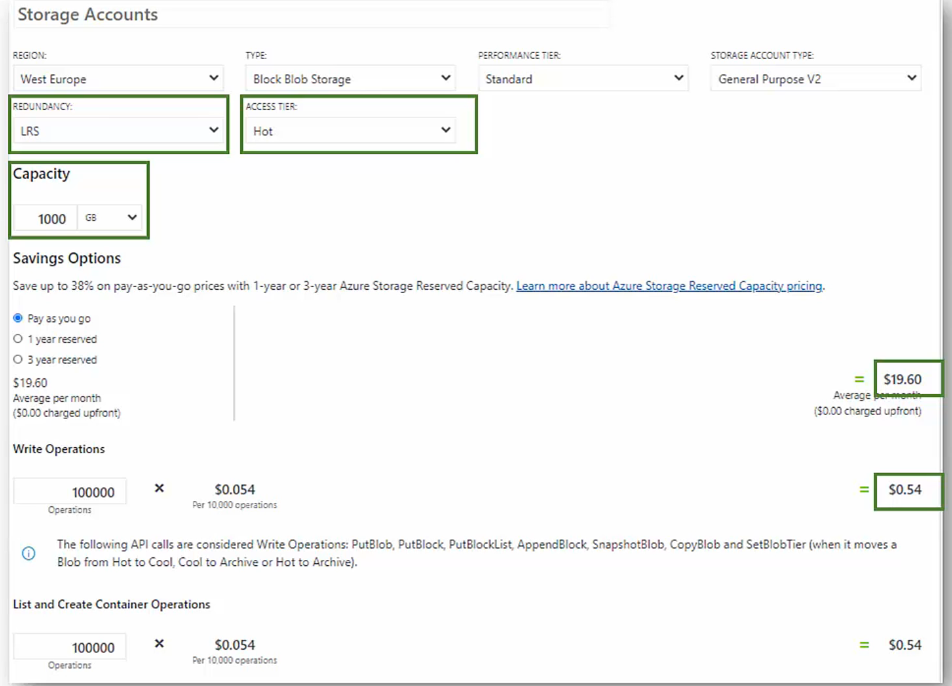 Storage Accounts
REGION: TYPE: PERFORMANCE TIER: STORAGE ACCOUNT TYPE:
West Europe Block Blob Storage Standard General Purpose V2
REDUNDANCY: ACCESS TIER:
LRS Hot
Capacity
1000 GB
Savings Options
Save up to 38% on pay-as-you-go prices with 1-year or 3-year Azure Storage Reserved Capacity. Learn more about Azure Storage Reserved Capacity pricing.
Pay as you go
1 year reserved
3 year reserved
$19.60
Average per month
($0.00 charged upfront)
= $19.60
Average per month
($0.00 charged upfront)
Write Operations
100000 × $0.054 = $0.54
Operations Per 10,000 operations
The following API calls are considered Write Operations: PutBlob, PutBlock, PutBlockList, AppendBlock, SnapshotBlob, CopyBlob and SetBlobTier (when it moves a
Blob from Hot to Cool, Cool to Archive or Hot to Archive).
List and Create Container Operations
100000 × $0.054 = $0.54
Operations Per 10,000 operations